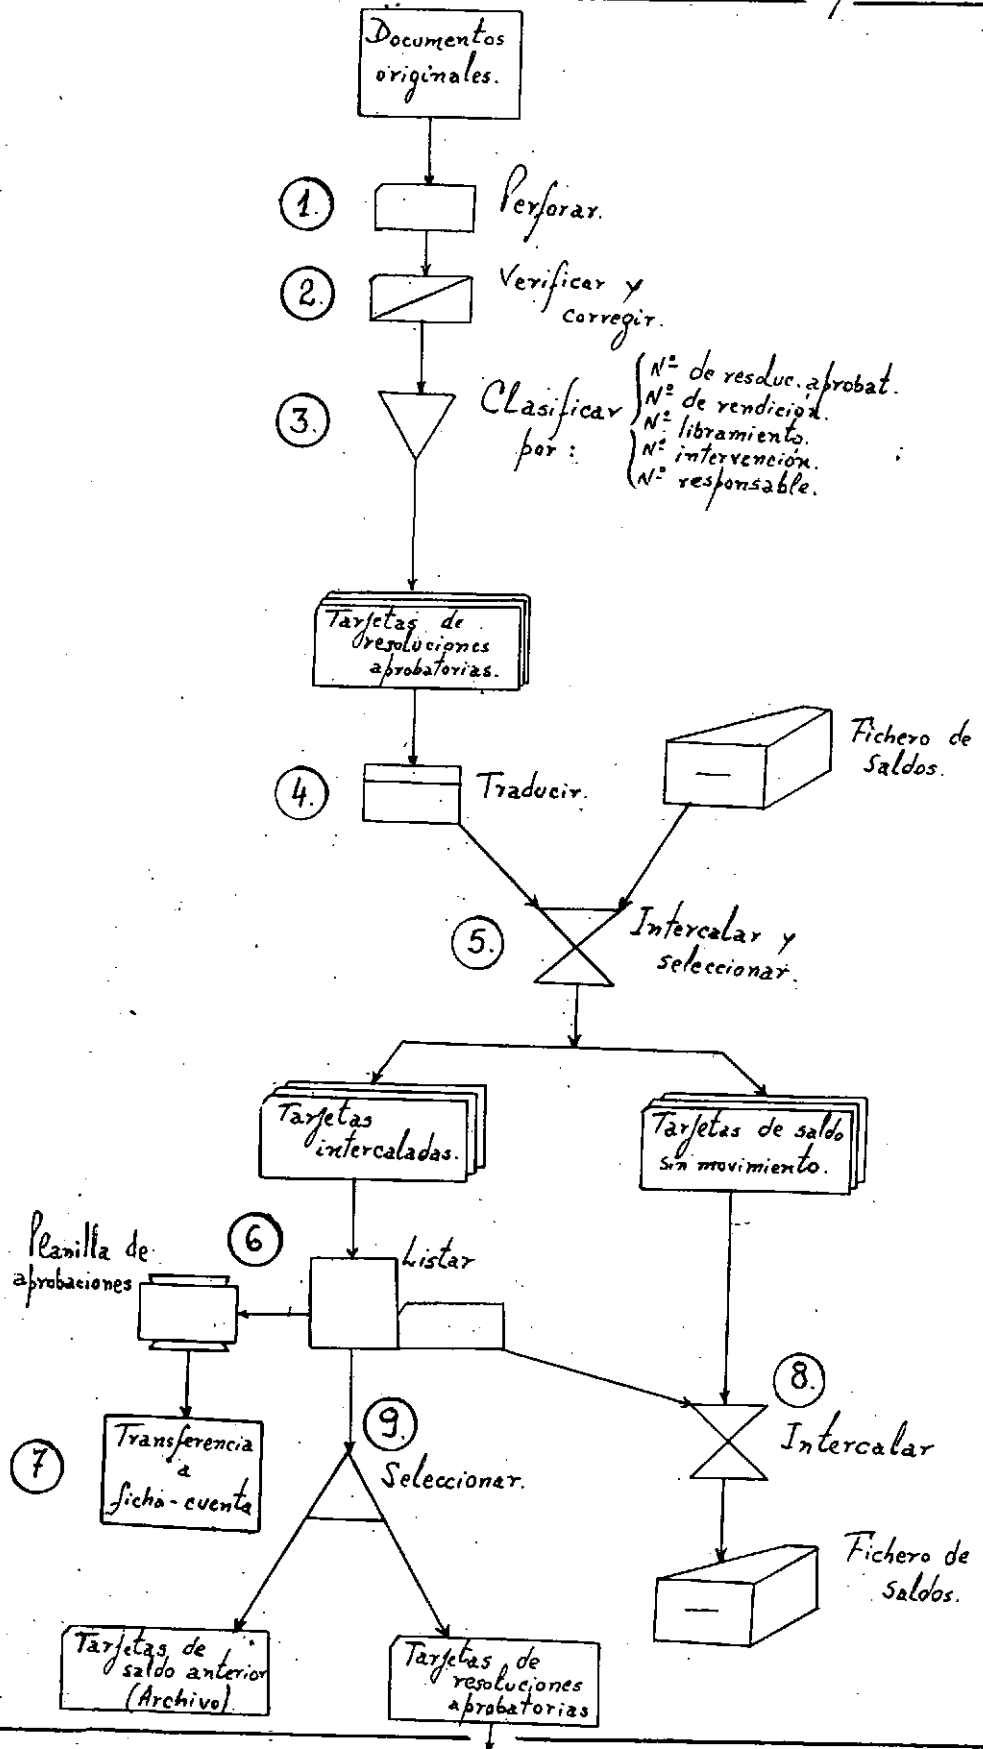 Documentos
originales.
1.
Perforar.
2.
Verificar y
corregir.
3.
Clasificar
por:
Nº de resoluc. aprobat.
Nº de rendición.
Nº libramiento.
Nº intervención.
Nº responsable.
Tarjetas de
resoluciones
aprobatorias.
4.
Traducir.
Fichero de
saldos.
5.
Intercalar y
seleccionar.
Tarjetas
intercaladas.
Tarjetas de saldo
sin movimiento.
6
Planilla de
aprobaciones
Listar
7
Transferencia
a
ficha-cuenta
8.
Intercalar
9.
Seleccionar.
Fichero de
saldos.
Tarjetas de
saldo anterior
(Archivo)
Tarjetas de
resoluciones
aprobatorias